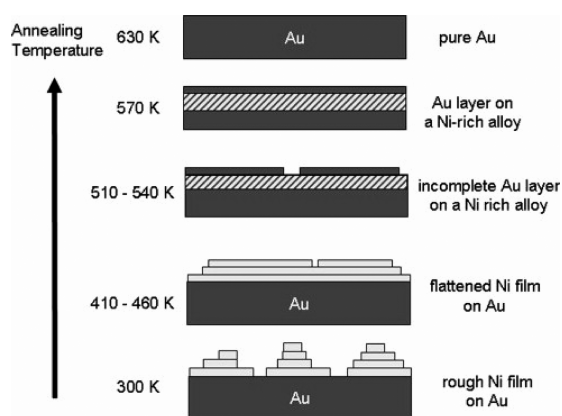 Annealing
Temperature
630 K
Au
pure Au
570 K
Au layer on
a Ni-rich alloy
510 - 540 K
incomplete Au layer
on a Ni rich alloy
410 - 460 K
Au
flattened Ni film
on Au
300 K
Au
rough Ni film
on Au